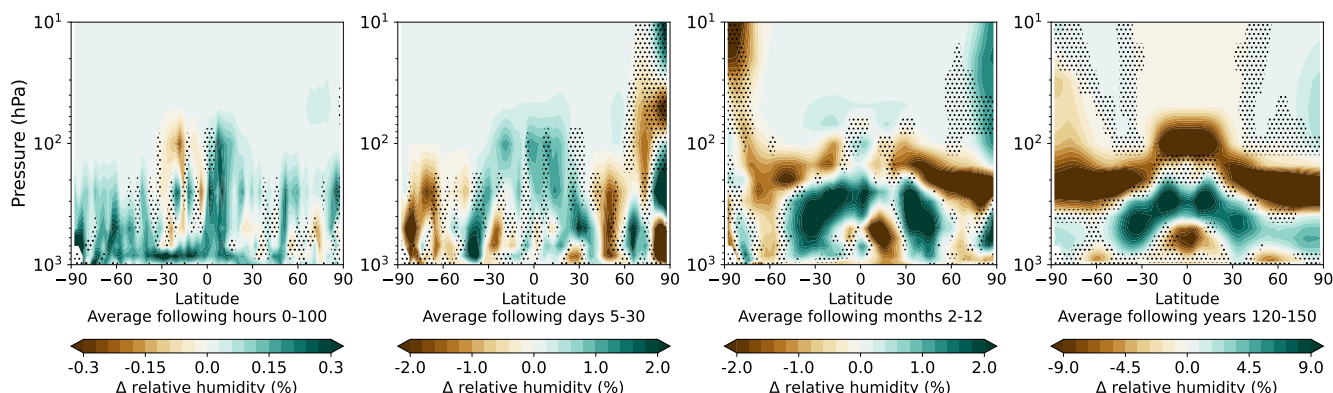 10¹ 10¹ 10¹ 10¹
Pressure (hPa)
10² 10² 10² 10²
10³ 10³ 10³ 10³
−90 −60 −30 0 30 60 90 −90 −60 −30 0 30 60 90 −90 −60 −30 0 30 60 90 −90 −60 −30 0 30 60 90
Latitude Latitude Latitude Latitude
Average following hours 0-100 Average following days 5-30 Average following months 2-12 Average following years 120-150
-0.3 -0.15 0.0 0.15 0.3 -2.0 -1.0 0.0 1.0 2.0 -2.0 -1.0 0.0 1.0 2.0 -9.0 -4.5 0.0 4.5 9.0
Δ relative humidity (%) Δ relative humidity (%) Δ relative humidity (%) Δ relative humidity (%)